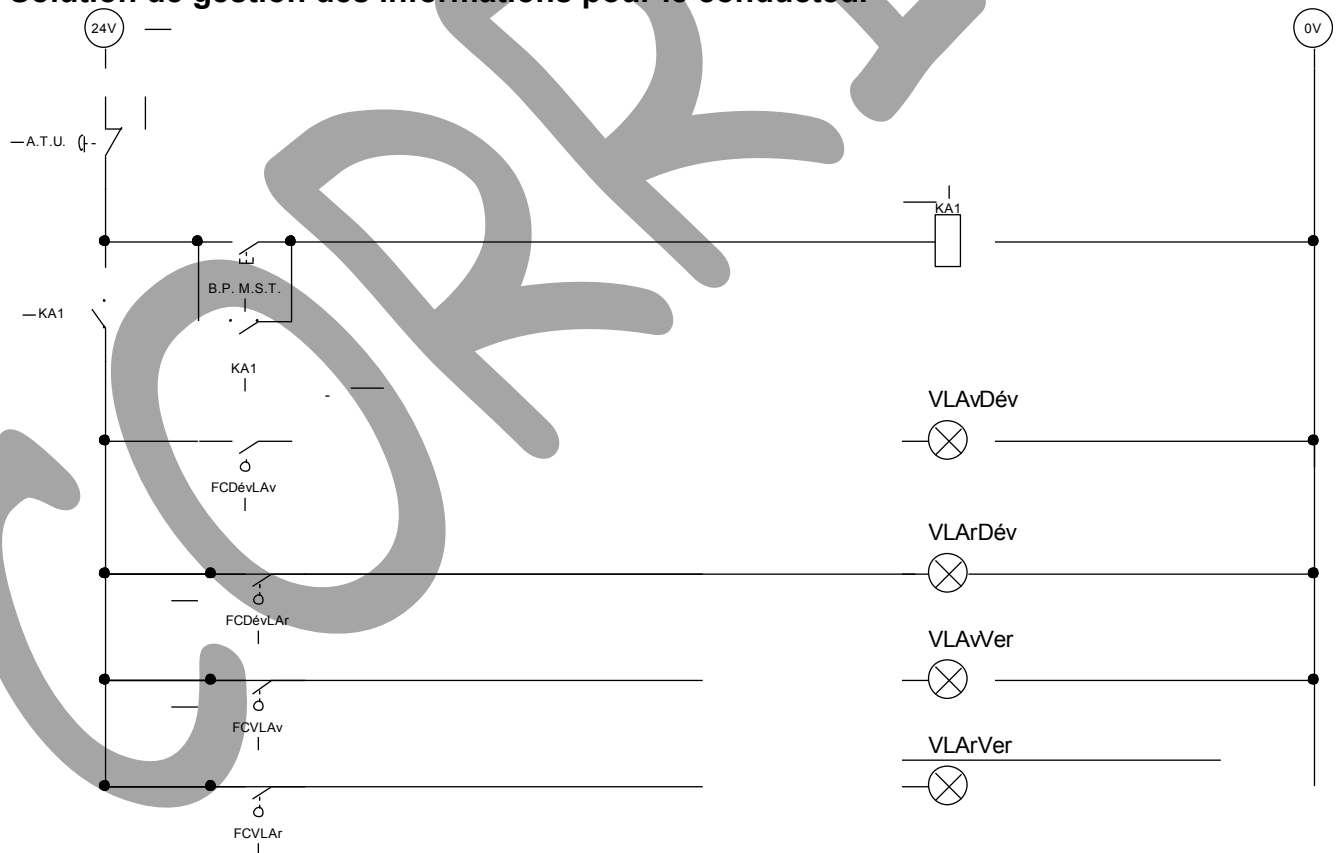 Solution de gestion des informations pour le conducteur
24V
0V
A.T.U.
KA1
B.P. M.S.T.
KA1
KA1
VLAvDév
FCDévLAv
VLArDév
FCDévLAr
VLAvVer
FCVLAv
VLArVer
FCVLAr
CORR